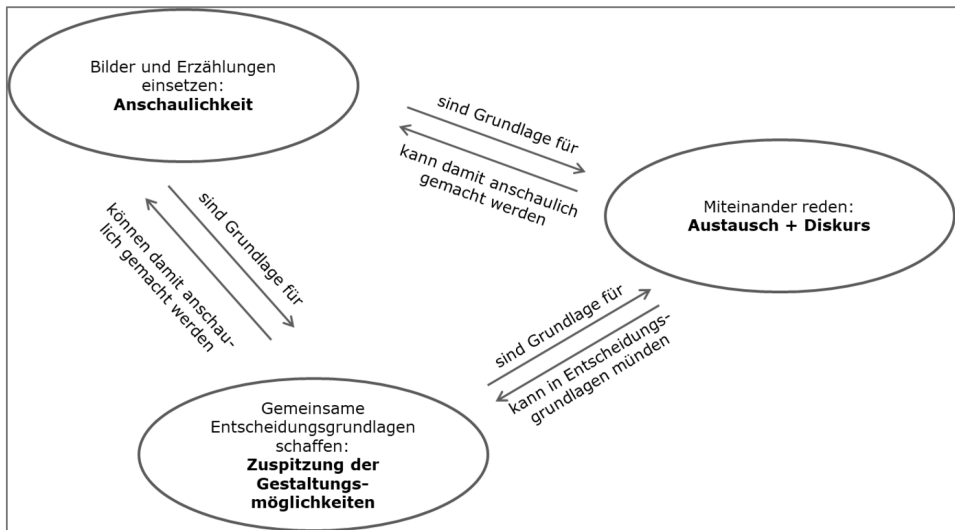 Bilder und Erzählungen
einsetzen:
Anschaulichkeit
sind Grundlage für
kann damit anschaulich
gemacht werden
Miteinander reden:
Austausch + Diskurs
sind Grundlage für
können damit anschau-
lich gemacht werden
sind Grundlage für
kann in Entscheidungs-
grundlagen münden
Gemeinsame
Entscheidungsgrundlagen
schaffen:
Zuspitzung der
Gestaltungs-
möglichkeiten